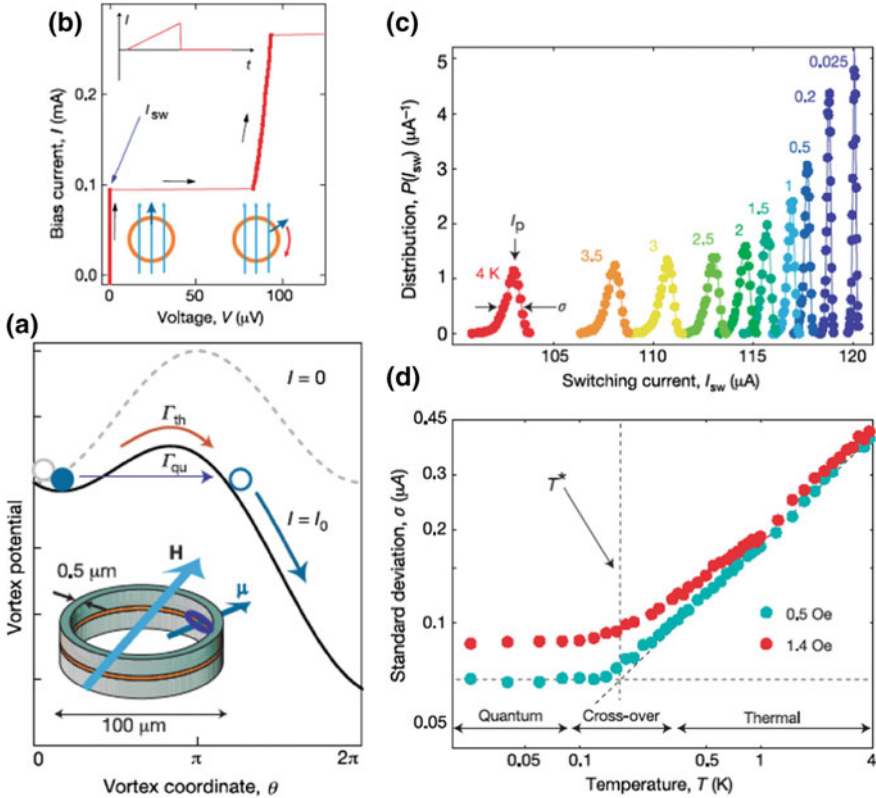 (b)
I
t
I_sw
Bias current, I (mA)
0.2
0.1
0.0
0
50
100
Voltage, V (μV)
(c)
Distribution, P(I_sw) (μA⁻¹)
5
4
3
2
1
0
4 K
I_p
σ
3.5
3
2.5
2
1.5
1
0.5
0.2
0.025
105
110
115
120
Switching current, I_sw (μA)
(a)
Vortex potential
I = 0
Γ_th
Γ_qu
I = I_0
H
0.5 μm
μ
100 μm
0
π
2π
Vortex coordinate, θ
(d)
Standard deviation, σ (μA)
0.45
0.3
0.2
0.1
0.05
T*
0.5 Oe
1.4 Oe
Quantum
Cross-over
Thermal
0.05
0.1
0.5
1
4
Temperature, T (K)